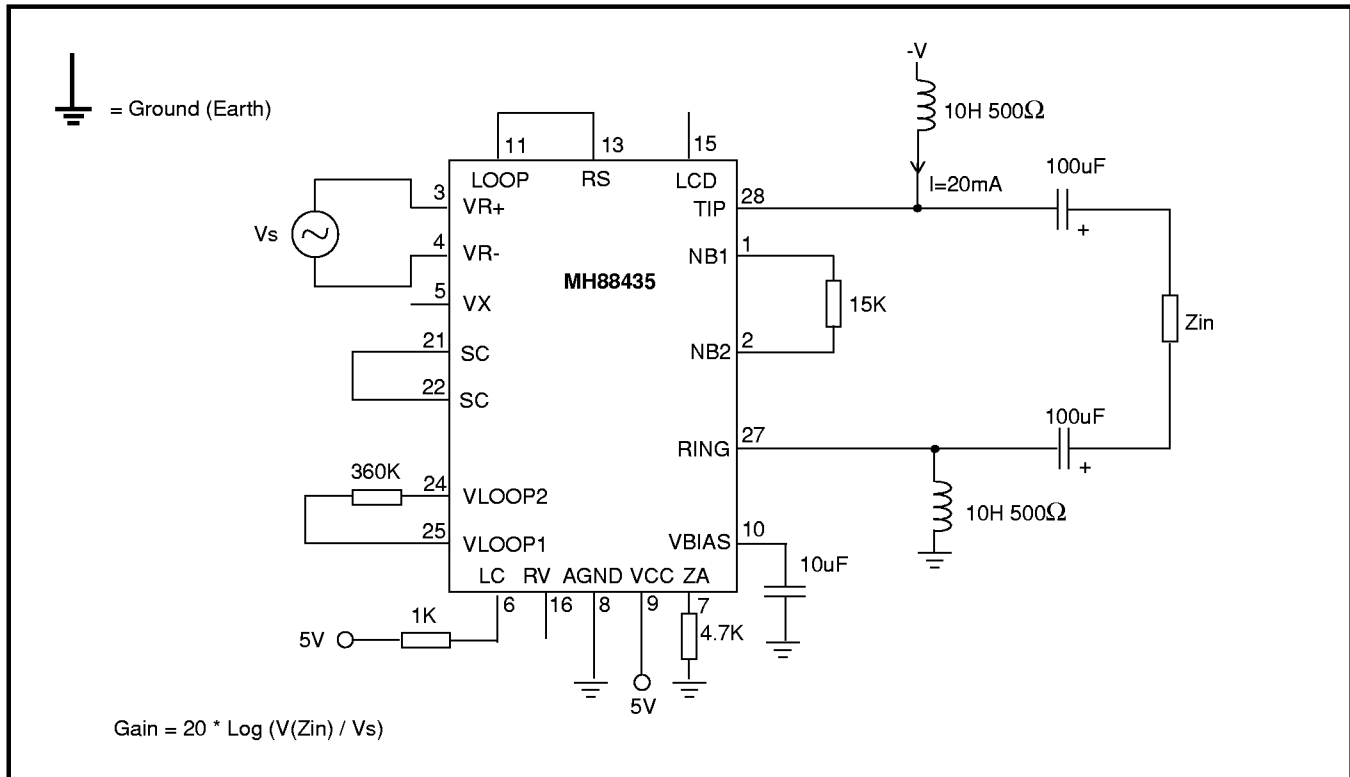 -V
= Ground (Earth)
10H 500Ω
11
13
15
100uF
LOOP
RS
LCD
I=20mA
3
VR+
TIP
28
+
Vs
4
VR-
NB1
1
MH88435
5
VX
15K
Zin
21
SC
NB2
2
22
SC
100uF
RING
27
+
360K
24
VLOOP2
10H 500Ω
25
VLOOP1
VBIAS
10
10uF
LC
RV
AGND
VCC
ZA
6
16
8
9
7
1K
4.7K
5V
5V
Gain = 20 * Log (V(Zin) / Vs)